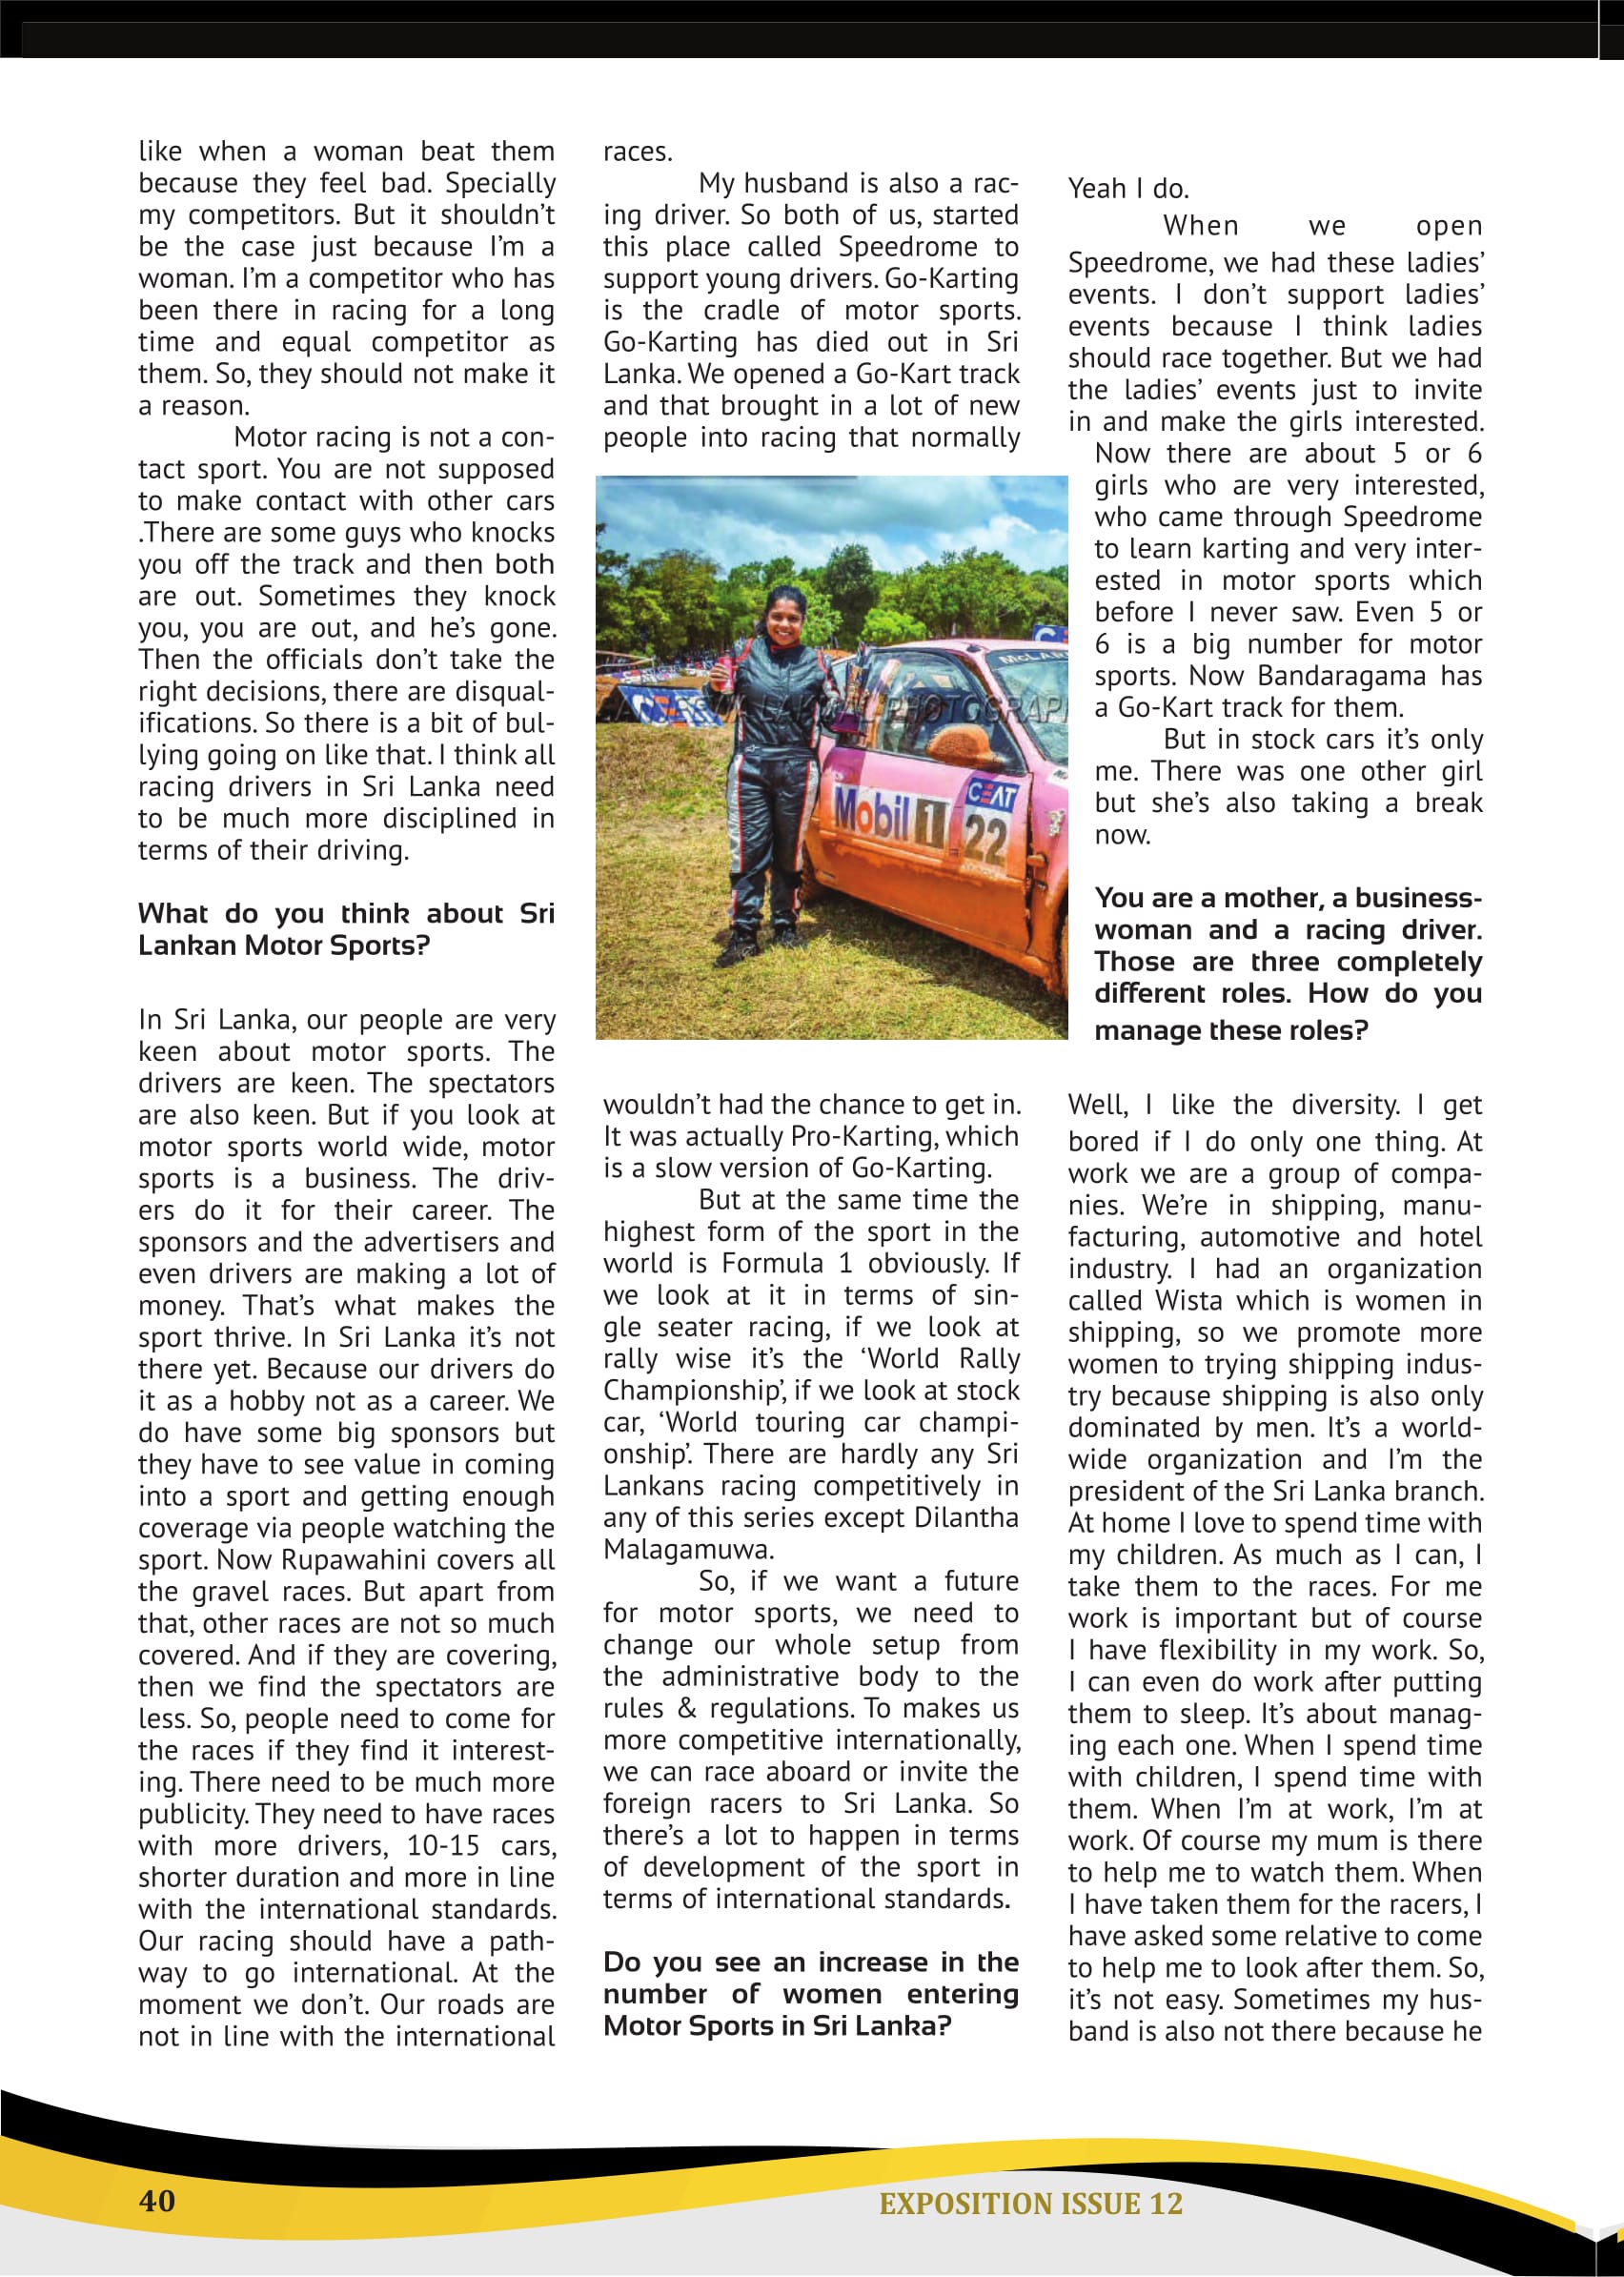 like when a woman beat them
because they feel bad. Specially
my competitors. But it shouldn't
be the case just because I'm a
woman. I'm a competitor who has
been there in racing for a long
time and equal competitor as
them. So, they should not make it
a reason.
Motor racing is not a con-
tact sport. You are not supposed
to make contact with other cars
.There are some guys who knocks
you off the track and then both
are out. Sometimes they knock
you, you are out, and he's gone.
Then the officials don't take the
right decisions, there are disqual-
ifications. So there is a bit of bul-
lying going on like that. I think all
racing drivers in Sri Lanka need
to be much more disciplined in
terms of their driving.
What do you think about Sri
Lankan Motor Sports?
In Sri Lanka, our people are very
keen about motor sports. The
drivers are keen. The spectators
are also keen. But if you look at
motor sports world wide, motor
sports is a business. The driv-
ers do it for their career. The
sponsors and the advertisers and
even drivers are making a lot of
money. That's what makes the
sport thrive. In Sri Lanka it's not
there yet. Because our drivers do
it as a hobby not as a career. We
do have some big sponsors but
they have to see value in coming
into a sport and getting enough
coverage via people watching the
sport. Now Rupawahini covers all
the gravel races. But apart from
that, other races are not so much
covered. And if they are covering,
then we find the spectators are
less. So, people need to come for
the races if they find it interest-
ing. There need to be much more
publicity. They need to have races
with more drivers, 10-15 cars,
shorter duration and more in line
with the international standards.
Our racing should have a path-
way to go international. At the
moment we don't. Our roads are
not in line with the international
races.
My husband is also a rac-
ing driver. So both of us, started
this place called Speedrome to
support young drivers. Go-Karting
is the cradle of motor sports.
Go-Karting has died out in Sri
Lanka. We opened a Go-Kart track
and that brought in a lot of new
people into racing that normally
McLAR
CEAT
LAKMAL PHOTOGRAPH
Mobil 1
CEAT
22
wouldn't had the chance to get in.
It was actually Pro-Karting, which
is a slow version of Go-Karting.
But at the same time the
highest form of the sport in the
world is Formula 1 obviously. If
we look at it in terms of sin-
gle seater racing, if we look at
rally wise it's the 'World Rally
Championship', if we look at stock
car, 'World touring car champi-
onship'. There are hardly any Sri
Lankans racing competitively in
any of this series except Dilantha
Malagamuwa.
So, if we want a future
for motor sports, we need to
change our whole setup from
the administrative body to the
rules & regulations. To makes us
more competitive internationally,
we can race aboard or invite the
foreign racers to Sri Lanka. So
there's a lot to happen in terms
of development of the sport in
terms of international standards.
Do you see an increase in the
number of women entering
Motor Sports in Sri Lanka?
Yeah I do.
When we open
Speedrome, we had these ladies'
events. I don't support ladies'
events because I think ladies
should race together. But we had
the ladies' events just to invite
in and make the girls interested.
Now there are about 5 or 6
girls who are very interested,
who came through Speedrome
to learn karting and very inter-
ested in motor sports which
before I never saw. Even 5 or
6 is a big number for motor
sports. Now Bandaragama has
a Go-Kart track for them.
But in stock cars it's only
me. There was one other girl
but she's also taking a break
now.
You are a mother, a business-
woman and a racing driver.
Those are three completely
different roles. How do you
manage these roles?
Well, I like the diversity. I get
bored if I do only one thing. At
work we are a group of compa-
nies. We're in shipping, manu-
facturing, automotive and hotel
industry. I had an organization
called Wista which is women in
shipping, so we promote more
women to trying shipping indus-
try because shipping is also only
dominated by men. It's a world-
wide organization and I'm the
president of the Sri Lanka branch.
At home I love to spend time with
my children. As much as I can, I
take them to the races. For me
work is important but of course
I have flexibility in my work. So,
I can even do work after putting
them to sleep. It's about manag-
ing each one. When I spend time
with children, I spend time with
them. When I'm at work, I'm at
work. Of course my mum is there
to help me to watch them. When
I have taken them for the racers, I
have asked some relative to come
to help me to look after them. So,
it's not easy. Sometimes my hus-
band is also not there because he
40
EXPOSITION ISSUE 12